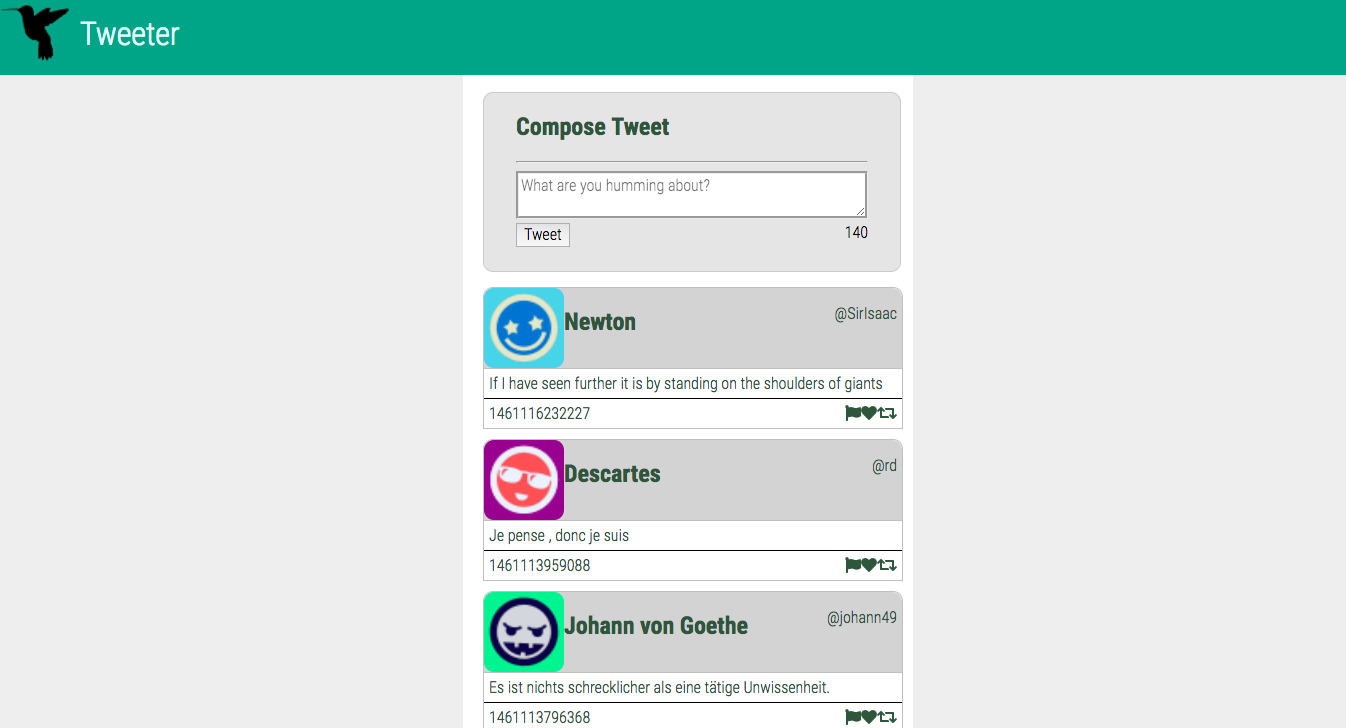 Tweeter
Compose Tweet
What are you humming about?
Tweet 140
Newton @SirIsaac
If I have seen further it is by standing on the shoulders of giants
1461116232227
Descartes @rd
Je pense , donc je suis
1461113959088
Johann von Goethe @johann49
Es ist nichts schrecklicher als eine tätige Unwissenheit.
1461113796368